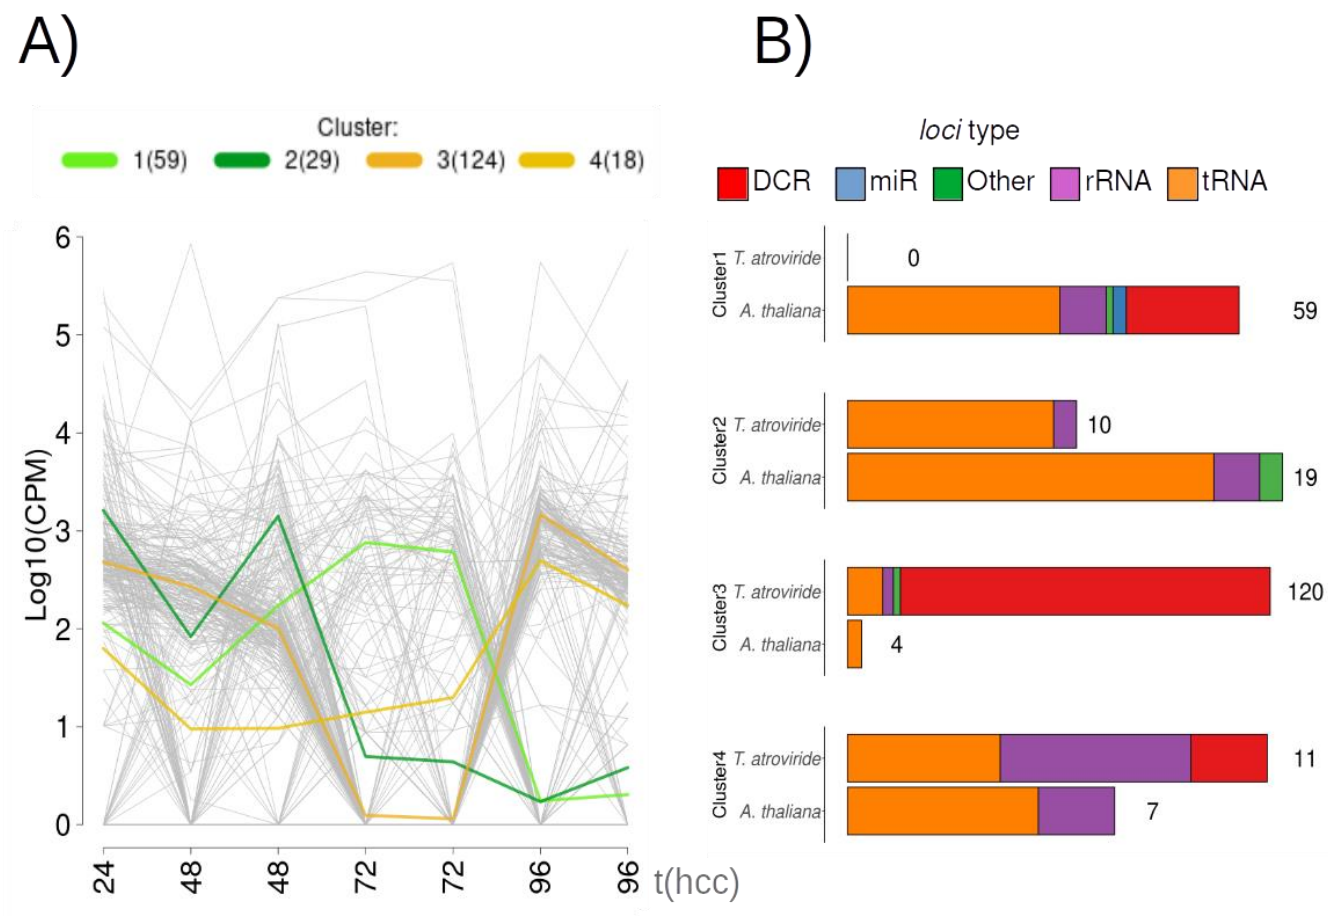 A)
B)
Cluster:
1(59) 2(29) 3(124) 4(18)
loci type
DCR miR Other rRNA tRNA
Log10(CPM)
6
5
4
3
2
1
0
24 48 48 72 72 96 96
t(hcc)
Cluster1
T. atroviride 0
A. thaliana 59
Cluster2
T. atroviride 10
A. thaliana 19
Cluster3
T. atroviride 120
A. thaliana 4
Cluster4
T. atroviride 11
A. thaliana 7